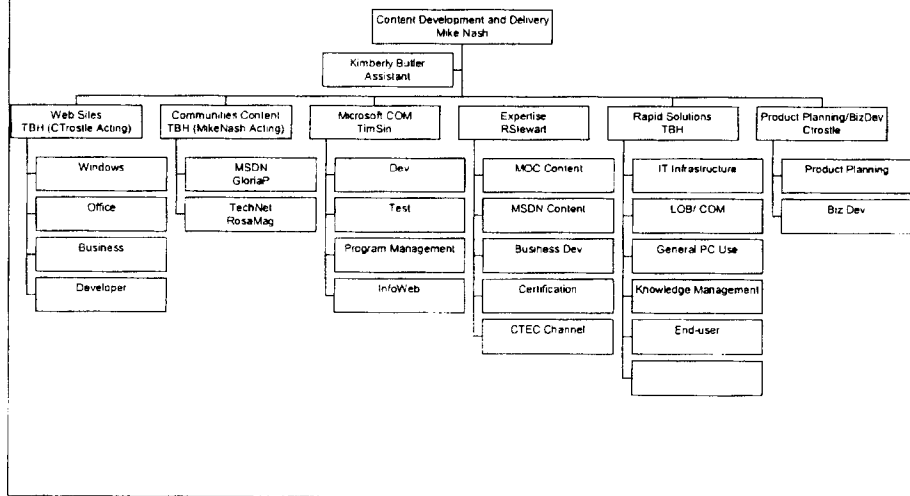 Content Development and Delivery
Mike Nash
Kimberly Butler
Assistant
Web Sites
TBH (CTrostle Acting)
Windows
Office
Business
Developer
Communities Content
TBH (MikeNash Acting)
MSDN
GloriaP
TechNet
RosaMag
Microsoft COM
TimSin
Dev
Test
Program Management
InfoWeb
Expertise
RStewart
MOC Content
MSDN Content
Business Dev
Certification
CTEC Channel
Rapid Solutions
TBH
IT Infrastructure
LOB/ COM
General PC Use
Knowledge Management
End-user
Product Planning/BizDev
Ctrostle
Product Planning
Biz Dev